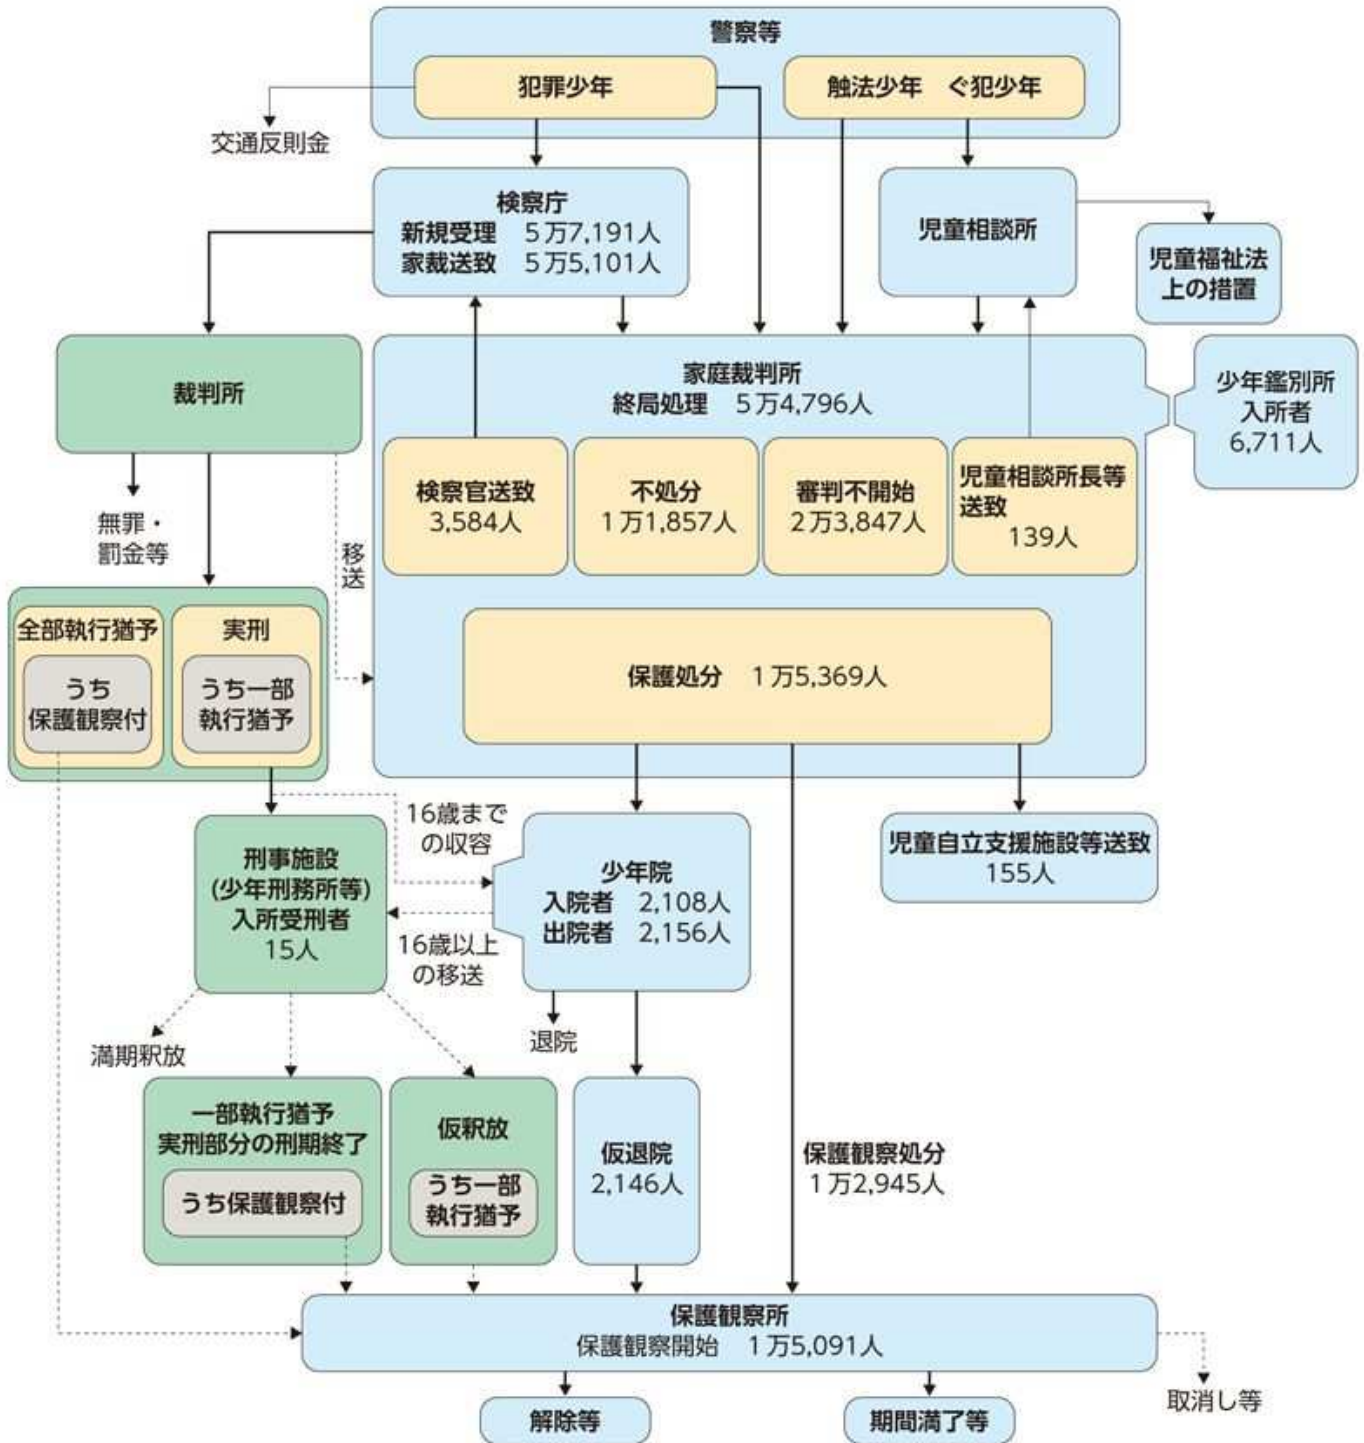 警察等
犯罪少年
触法少年　ぐ犯少年
交通反則金
検察庁
新規受理　5万7,191人
家裁送致　5万5,101人
児童相談所
児童福祉法
上の措置
裁判所
家庭裁判所
終局処理　5万4,796人
少年鑑別所
入所者
6,711人
検察官送致
3,584人
不処分
1万1,857人
審判不開始
2万3,847人
児童相談所長等
送致
139人
無罪・
罰金等
移送
全部執行猶予
うち
保護観察付
実刑
うち一部
執行猶予
保護処分　1万5,369人
16歳まで
の収容
刑事施設
(少年刑務所等)
入所受刑者
15人
少年院
入院者　2,108人
出院者　2,156人
児童自立支援施設等送致
155人
16歳以上
の移送
満期釈放
退院
一部執行猶予
実刑部分の刑期終了
うち保護観察付
仮釈放
うち一部
執行猶予
仮退院
2,146人
保護観察処分
1万2,945人
保護観察所
保護観察開始　1万5,091人
取消し等
解除等
期間満了等